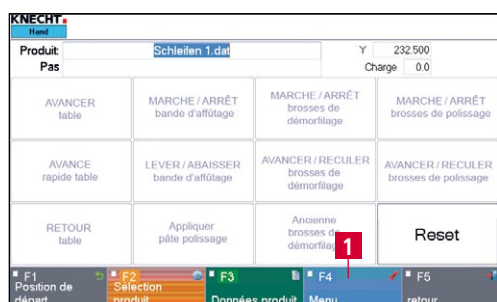 KNECHT
Hand
Produit: Schleifen 1.dat Y 232.500
Pas Charge 0.0
AVANCER
table
MARCHE / ARRÊT
bande d'affûtage
MARCHE / ARRÊT
brosses de
démorfilage
MARCHE / ARRÊT
brosses de polissage
AVANCE
rapide table
LEVER / ABAISSER
bande d'affûtage
AVANCER / RECULER
brosses de
démorfilage
AVANCER / RECULER
brosses de polissage
RETOUR
table
Appliquer
pâte polissage
Ancienne
brosses de
démorfilage
Reset
1
F1
Position de
départ
F2
Sélection
produit
F3
Données produit
F4
Menu
F5
retour